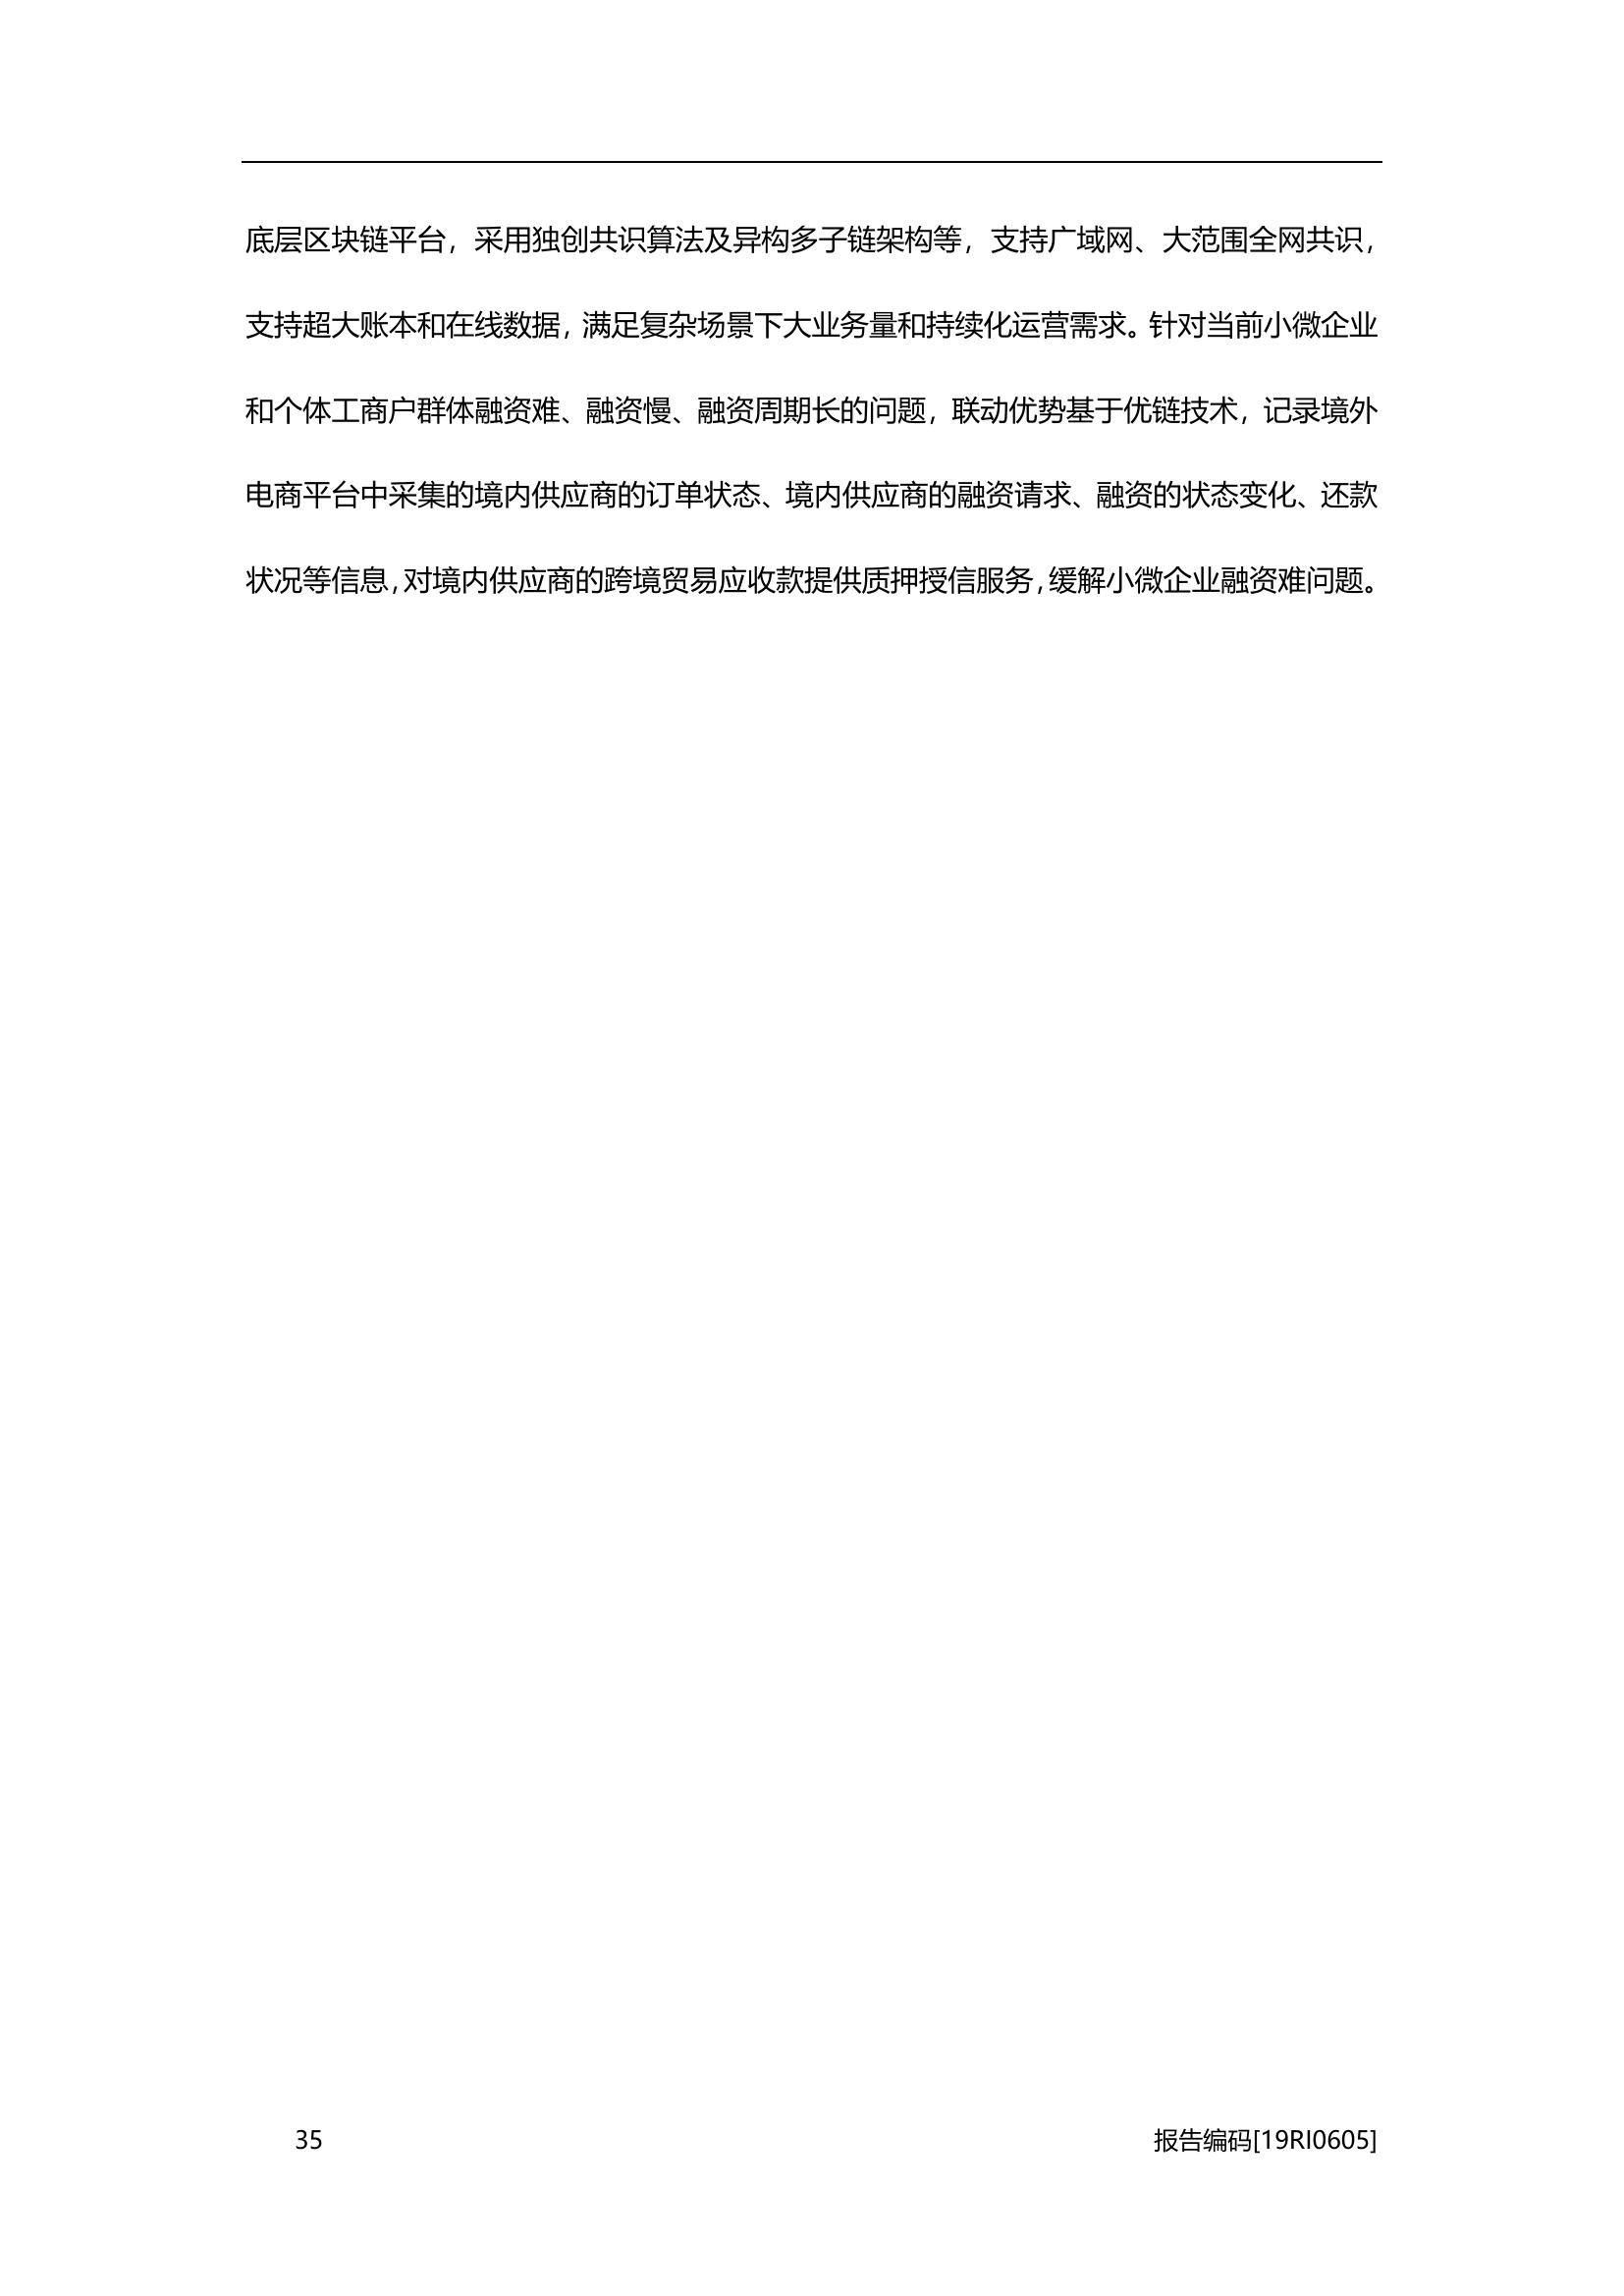 底层区块链平台，采用独创共识算法及异构多子链架构等，支持广域网、大范围全网共识，
支持超大账本和在线数据，满足复杂场景下大业务量和持续化运营需求。针对当前小微企业
和个体工商户群体融资难、融资慢、融资周期长的问题，联动优势基于优链技术，记录境外
电商平台中采集的境内供应商的订单状态、境内供应商的融资请求、融资的状态变化、还款
状况等信息，对境内供应商的跨境贸易应收款提供质押授信服务，缓解小微企业融资难问题。
35 报告编码[19RI0605]